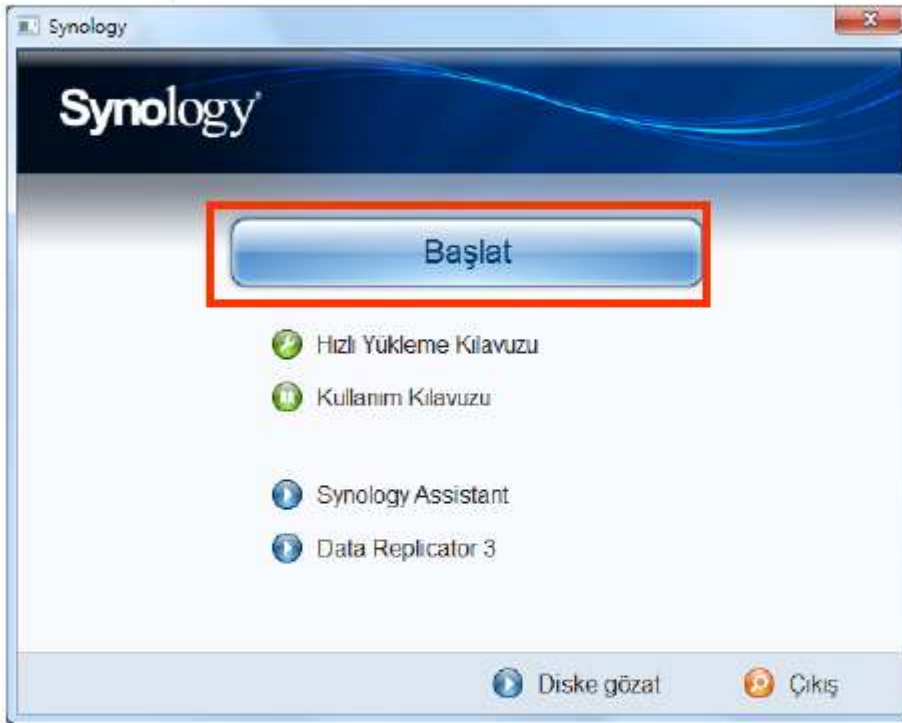 Synology
Synology
Başlat
Hızlı Yükleme Kılavuzu
Kullanım Kılavuzu
Synology Assistant
Data Replicator 3
Diske gözat
Çıkış